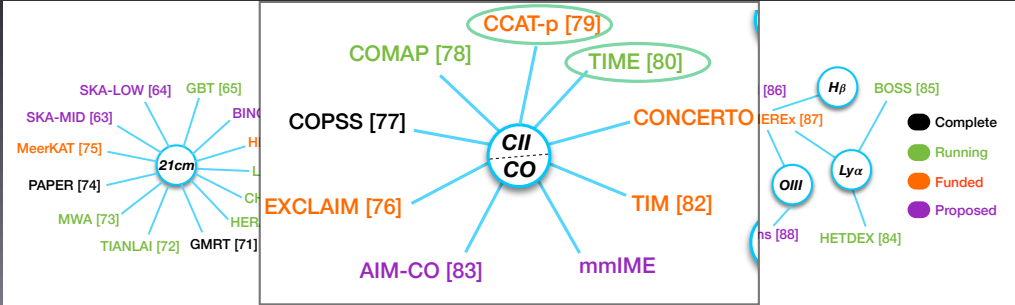 CCAT-p [79]
COMAP [78]
TIME [80]
COPSS [77]
CONCERTO
CII
CO
EXCLAIM [76]
TIM [82]
AIM-CO [83]
mmIME
SKA-LOW [64]
GBT [65]
SKA-MID [63]
MeerKAT [75]
21cm
PAPER [74]
MWA [73]
HER
TIANLAI [72]
GMRT [71]
[86]
Hβ
BOSS [85]
EREx [87]
OIII
Lyα
ns [88]
HETDEX [84]
Complete
Running
Funded
Proposed